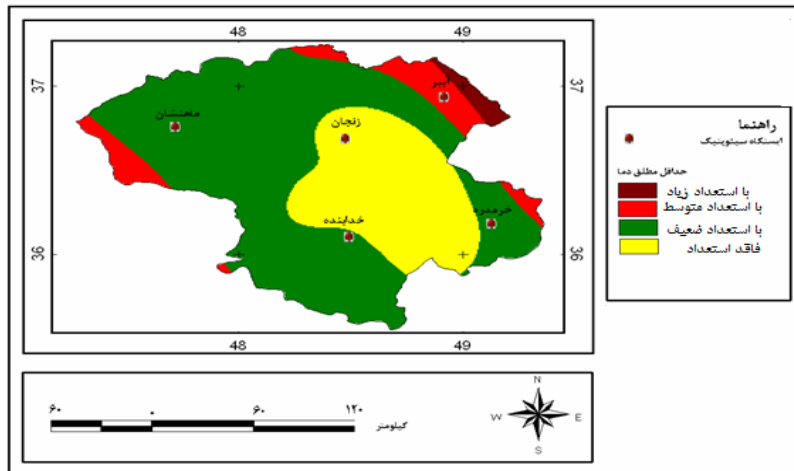 48 49
37 37
آببر
ماهنشان
زنجان
خرمدره
خدابنده
36 36
48 49
راهنما
ایستگاه سینوپتیک
حداقل مطلق دما
با استعداد زیاد
با استعداد متوسط
با استعداد ضعیف
فاقد استعداد
۶۰ ۰ ۶۰ ۱۲۰
کیلومتر
N
W E
S